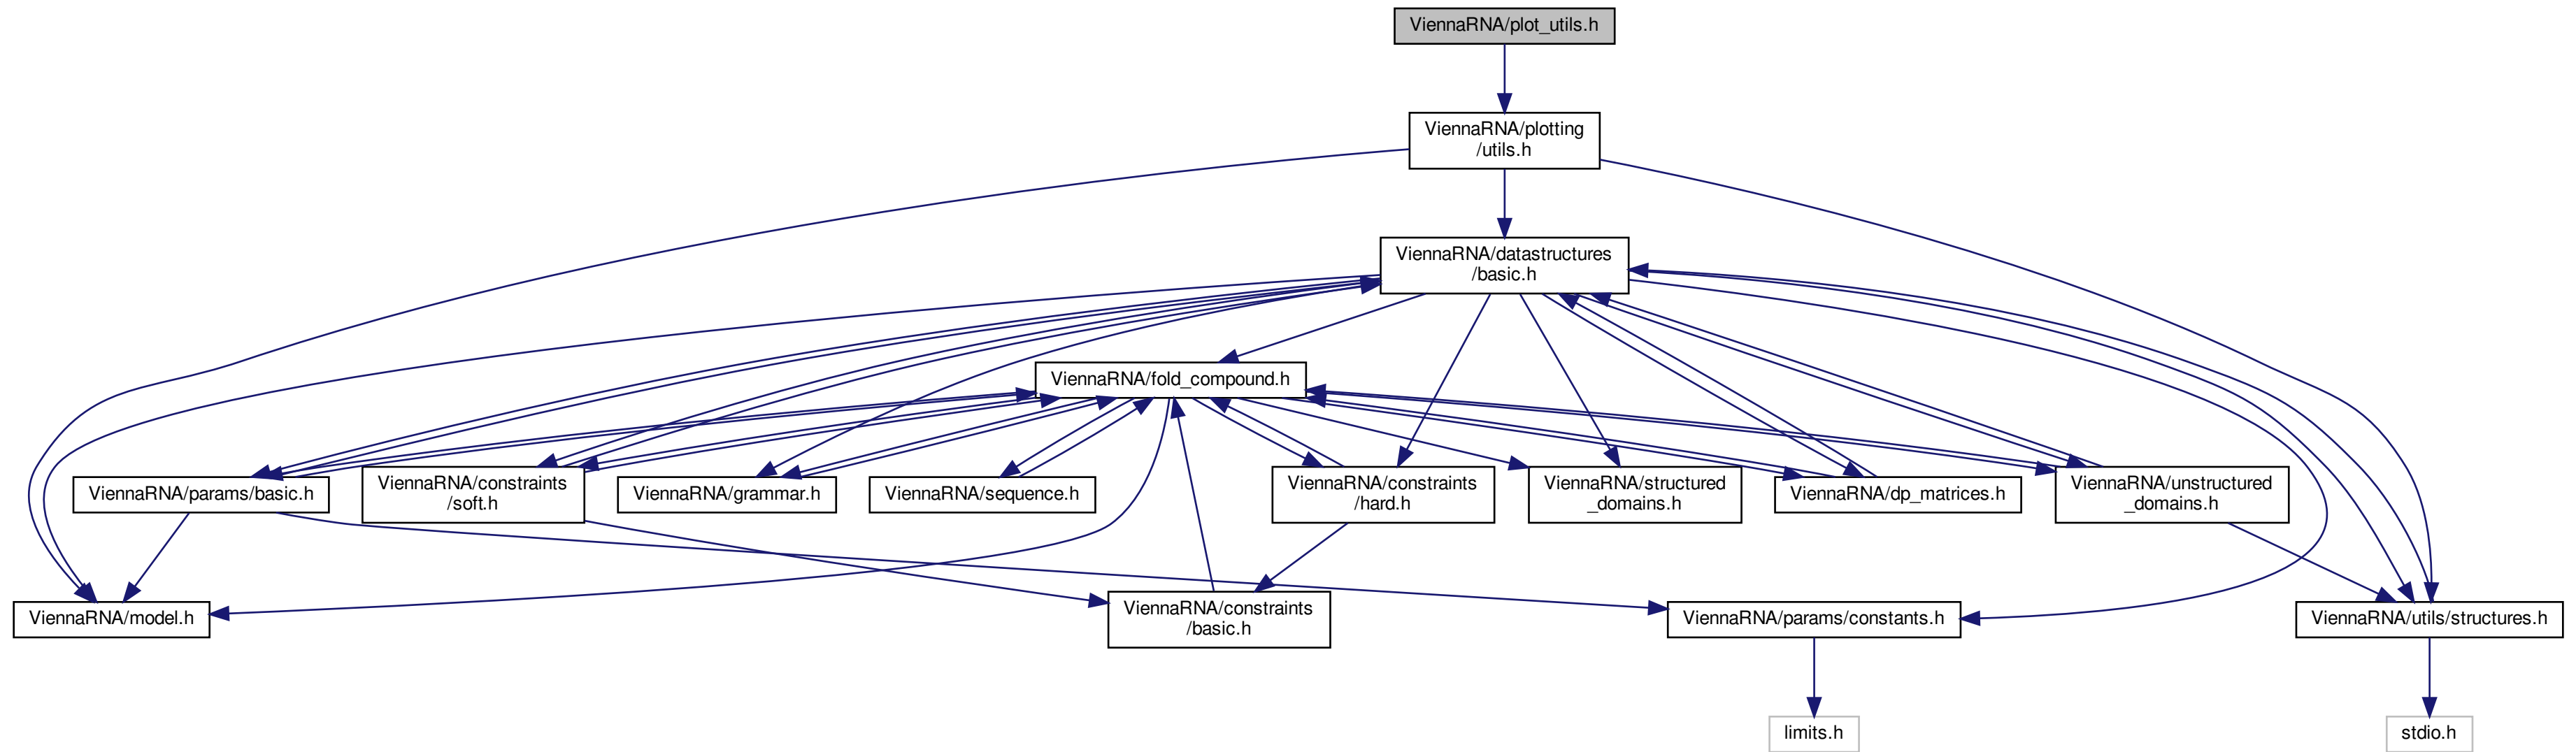 ViennaRNA/plot_utils.h
ViennaRNA/plotting
/utils.h
ViennaRNA/datastructures
/basic.h
ViennaRNA/fold_compound.h
ViennaRNA/params/basic.h
ViennaRNA/constraints
/soft.h
ViennaRNA/grammar.h
ViennaRNA/sequence.h
ViennaRNA/constraints
/hard.h
ViennaRNA/structured
_domains.h
ViennaRNA/dp_matrices.h
ViennaRNA/unstructured
_domains.h
ViennaRNA/model.h
ViennaRNA/constraints
/basic.h
ViennaRNA/params/constants.h
ViennaRNA/utils/structures.h
limits.h
stdio.h